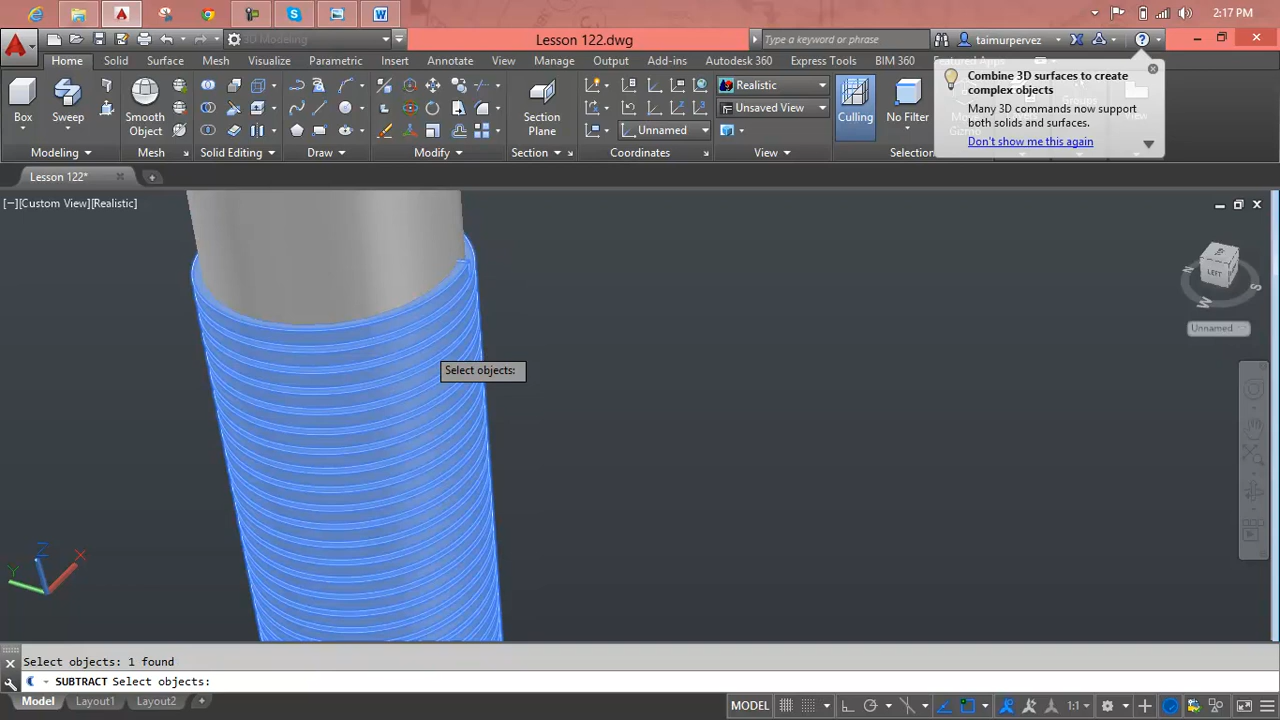 2:17 PM
3D Modeling
Lesson 122.dwg
Type a keyword or phrase
taimurpervez
Home Solid Surface Mesh Visualize Parametric Insert Annotate View Manage Output Add-ins Autodesk 360 Express Tools BIM 360 Featured Apps
Box
Sweep
Smooth
Object
Section
Plane
Realistic
Unsaved View
Unnamed
Culling
No Filter
Modeling Mesh Solid Editing Draw Modify Section Coordinates View Selection
Combine 3D surfaces to create
complex objects
Many 3D commands now support
both solids and surfaces.
Don't show me this again
Lesson 122*
[−][Custom View][Realistic]
LEFT
N
S
W
Unnamed
Select objects:
Z
X
Y
Select objects: 1 found
SUBTRACT Select objects:
Model Layout1 Layout2
MODEL
1:1